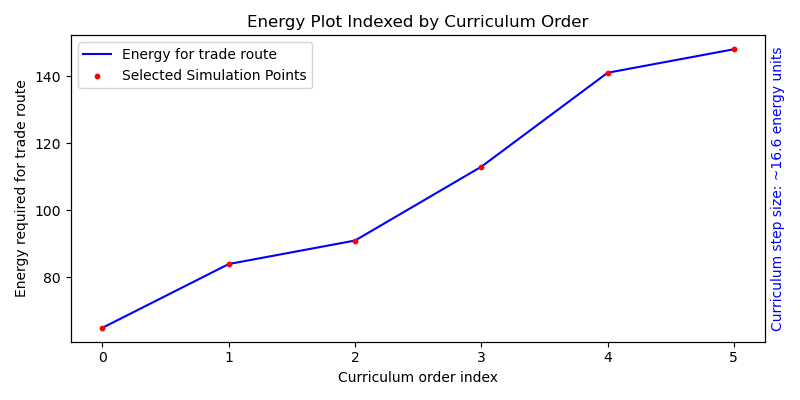 Energy Plot Indexed by Curriculum Order
Energy for trade route
Selected Simulation Points
Energy required for trade route
140
120
100
80
0 1 2 3 4 5
Curriculum order index
Curriculum step size: ~16.6 energy units